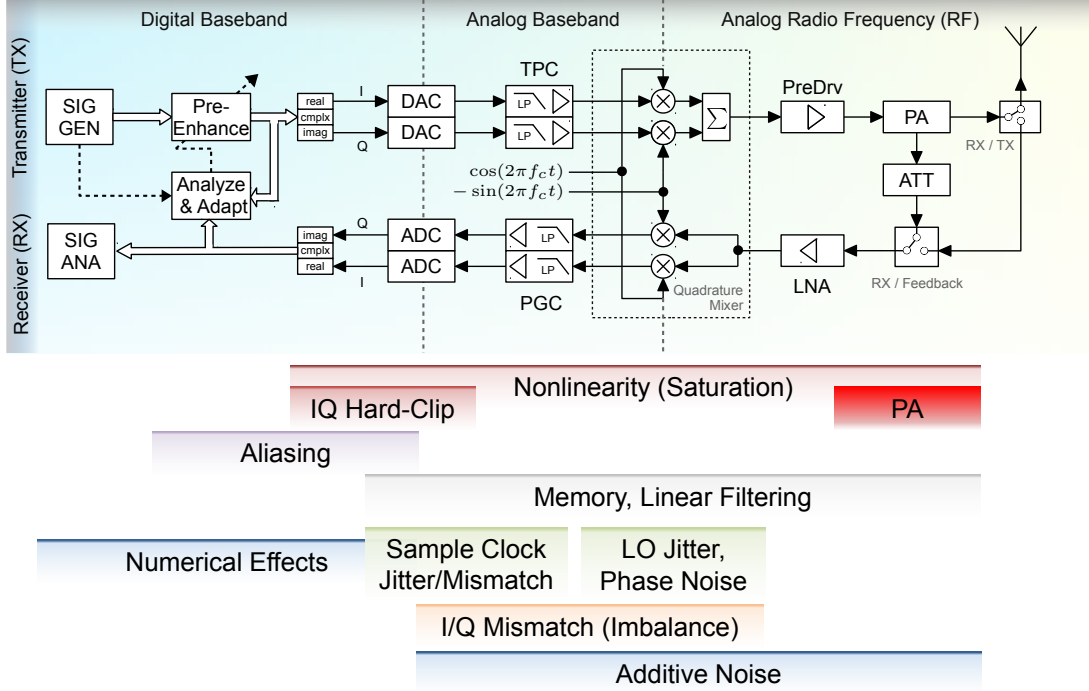 Digital Baseband
Analog Baseband
Analog Radio Frequency (RF)
Transmitter (TX)
SIG
GEN
Pre-
Enhance
real
cmplx
imag
I
Q
DAC
DAC
TPC
LP
LP
Σ
PreDrv
PA
RX / TX
ATT
cos(2πf_c t)
− sin(2πf_c t)
Analyze
& Adapt
Receiver (RX)
SIG
ANA
imag
cmplx
real
Q
I
ADC
ADC
LP
LP
PGC
Quadrature
Mixer
LNA
RX / Feedback
Nonlinearity (Saturation)
IQ Hard-Clip
PA
Aliasing
Memory, Linear Filtering
Numerical Effects
Sample Clock
Jitter/Mismatch
LO Jitter,
Phase Noise
I/Q Mismatch (Imbalance)
Additive Noise